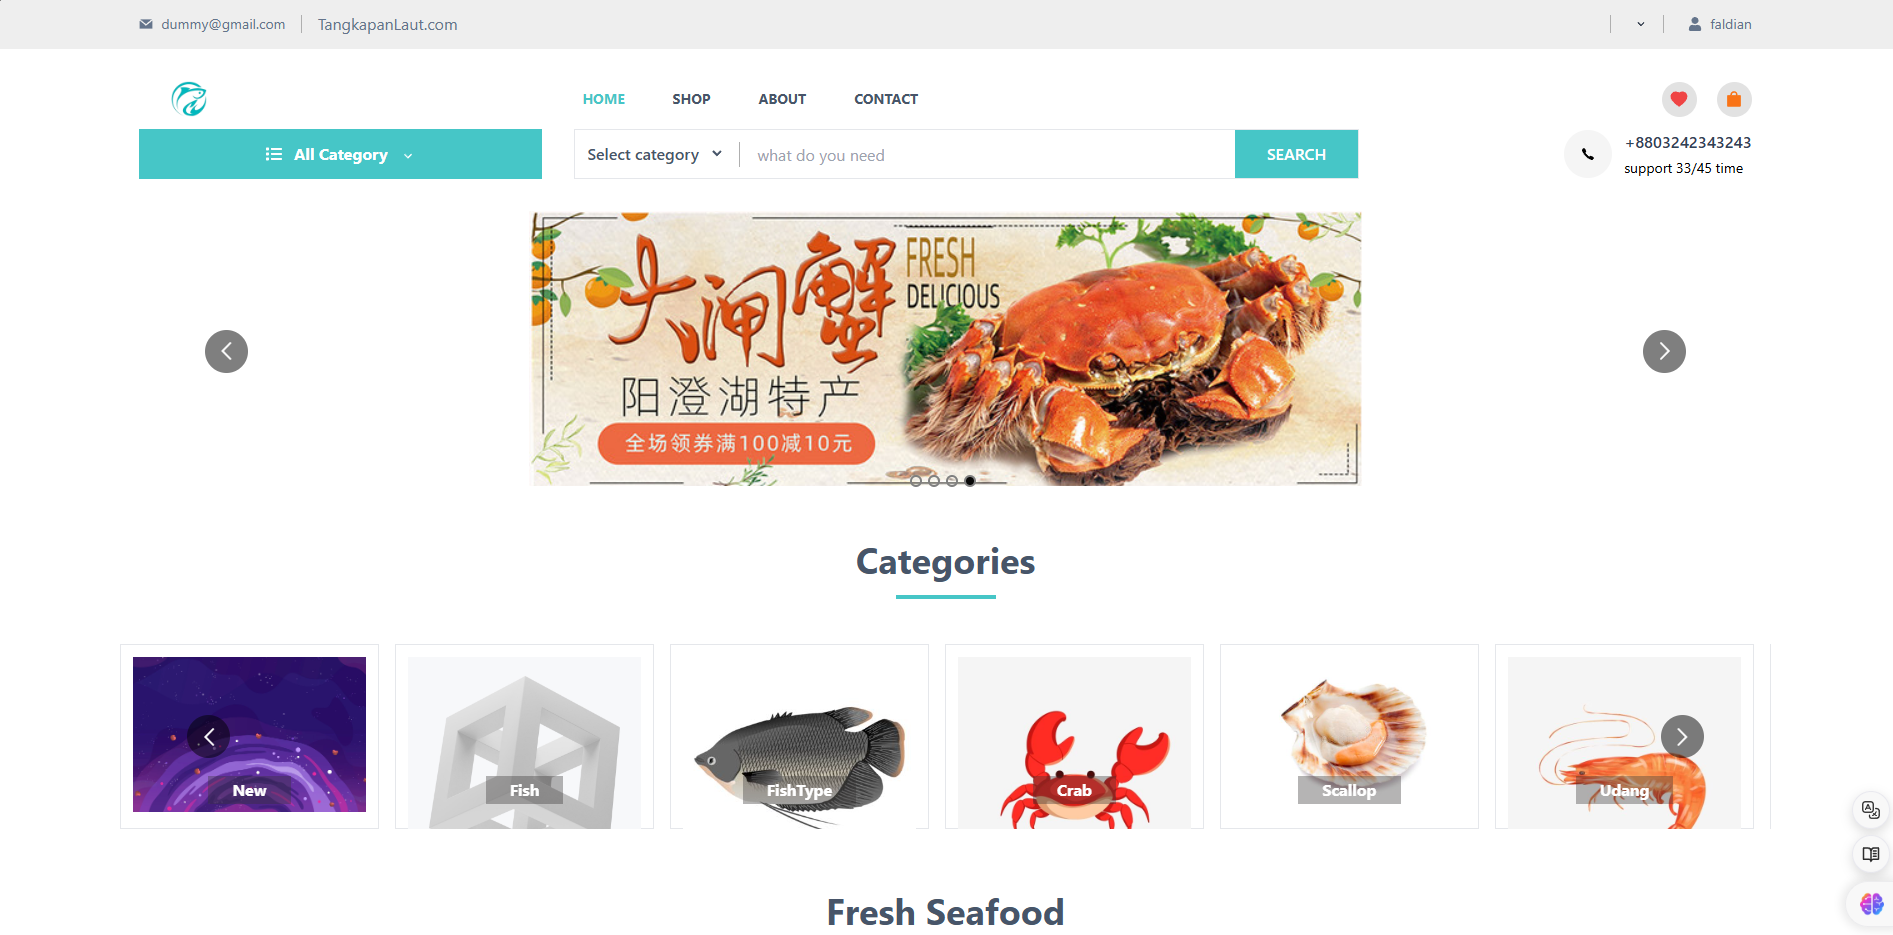 dummy@gmail.com
TangkapanLaut.com
faldian
HOME
SHOP
ABOUT
CONTACT
All Category
Select category
what do you need
SEARCH
+8803242343243
support 33/45 time
大闸蟹
FRESH
DELICIOUS
阳澄湖特产
全场领券满100减10元
Categories
New
Fish
FishType
Crab
Scallop
Udang
Fresh Seafood